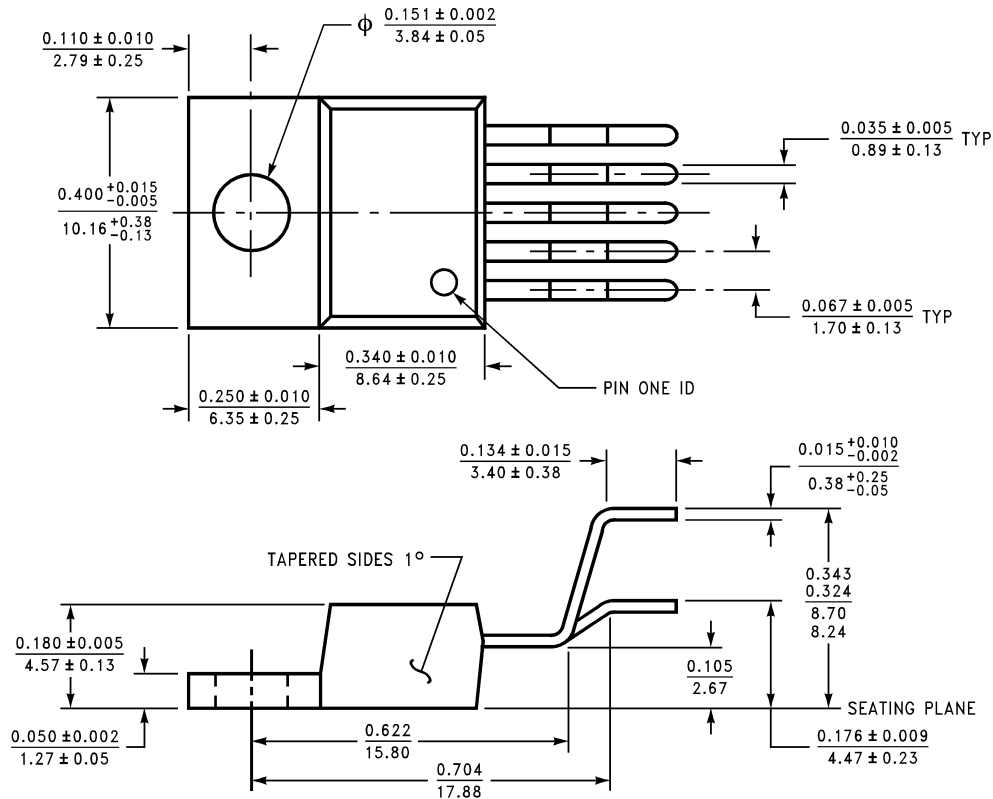 ϕ 0.151 ± 0.002
3.84 ± 0.05
0.110 ± 0.010
2.79 ± 0.25
0.035 ± 0.005 TYP
0.89 ± 0.13
0.400 +0.015 -0.005
10.16 +0.38 -0.13
0.067 ± 0.005 TYP
1.70 ± 0.13
0.340 ± 0.010
8.64 ± 0.25
PIN ONE ID
0.250 ± 0.010
6.35 ± 0.25
0.134 ± 0.015
3.40 ± 0.38
0.015 +0.010 -0.002
0.38 +0.25 -0.05
TAPERED SIDES 1°
0.343
0.324
8.70
8.24
0.180 ± 0.005
4.57 ± 0.13
0.105
2.67
SEATING PLANE
0.050 ± 0.002
1.27 ± 0.05
0.622
15.80
0.176 ± 0.009
4.47 ± 0.23
0.704
17.88